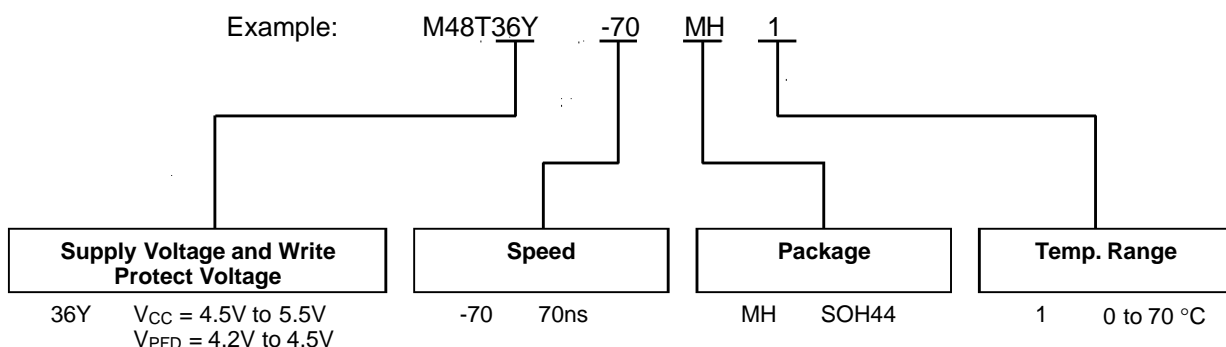 Example: M48T36Y -70 MH 1
Supply Voltage and Write
Protect Voltage
Speed
Package
Temp. Range
36Y VCC = 4.5V to 5.5V
VPFD = 4.2V to 4.5V
-70 70ns
MH SOH44
1 0 to 70 °C